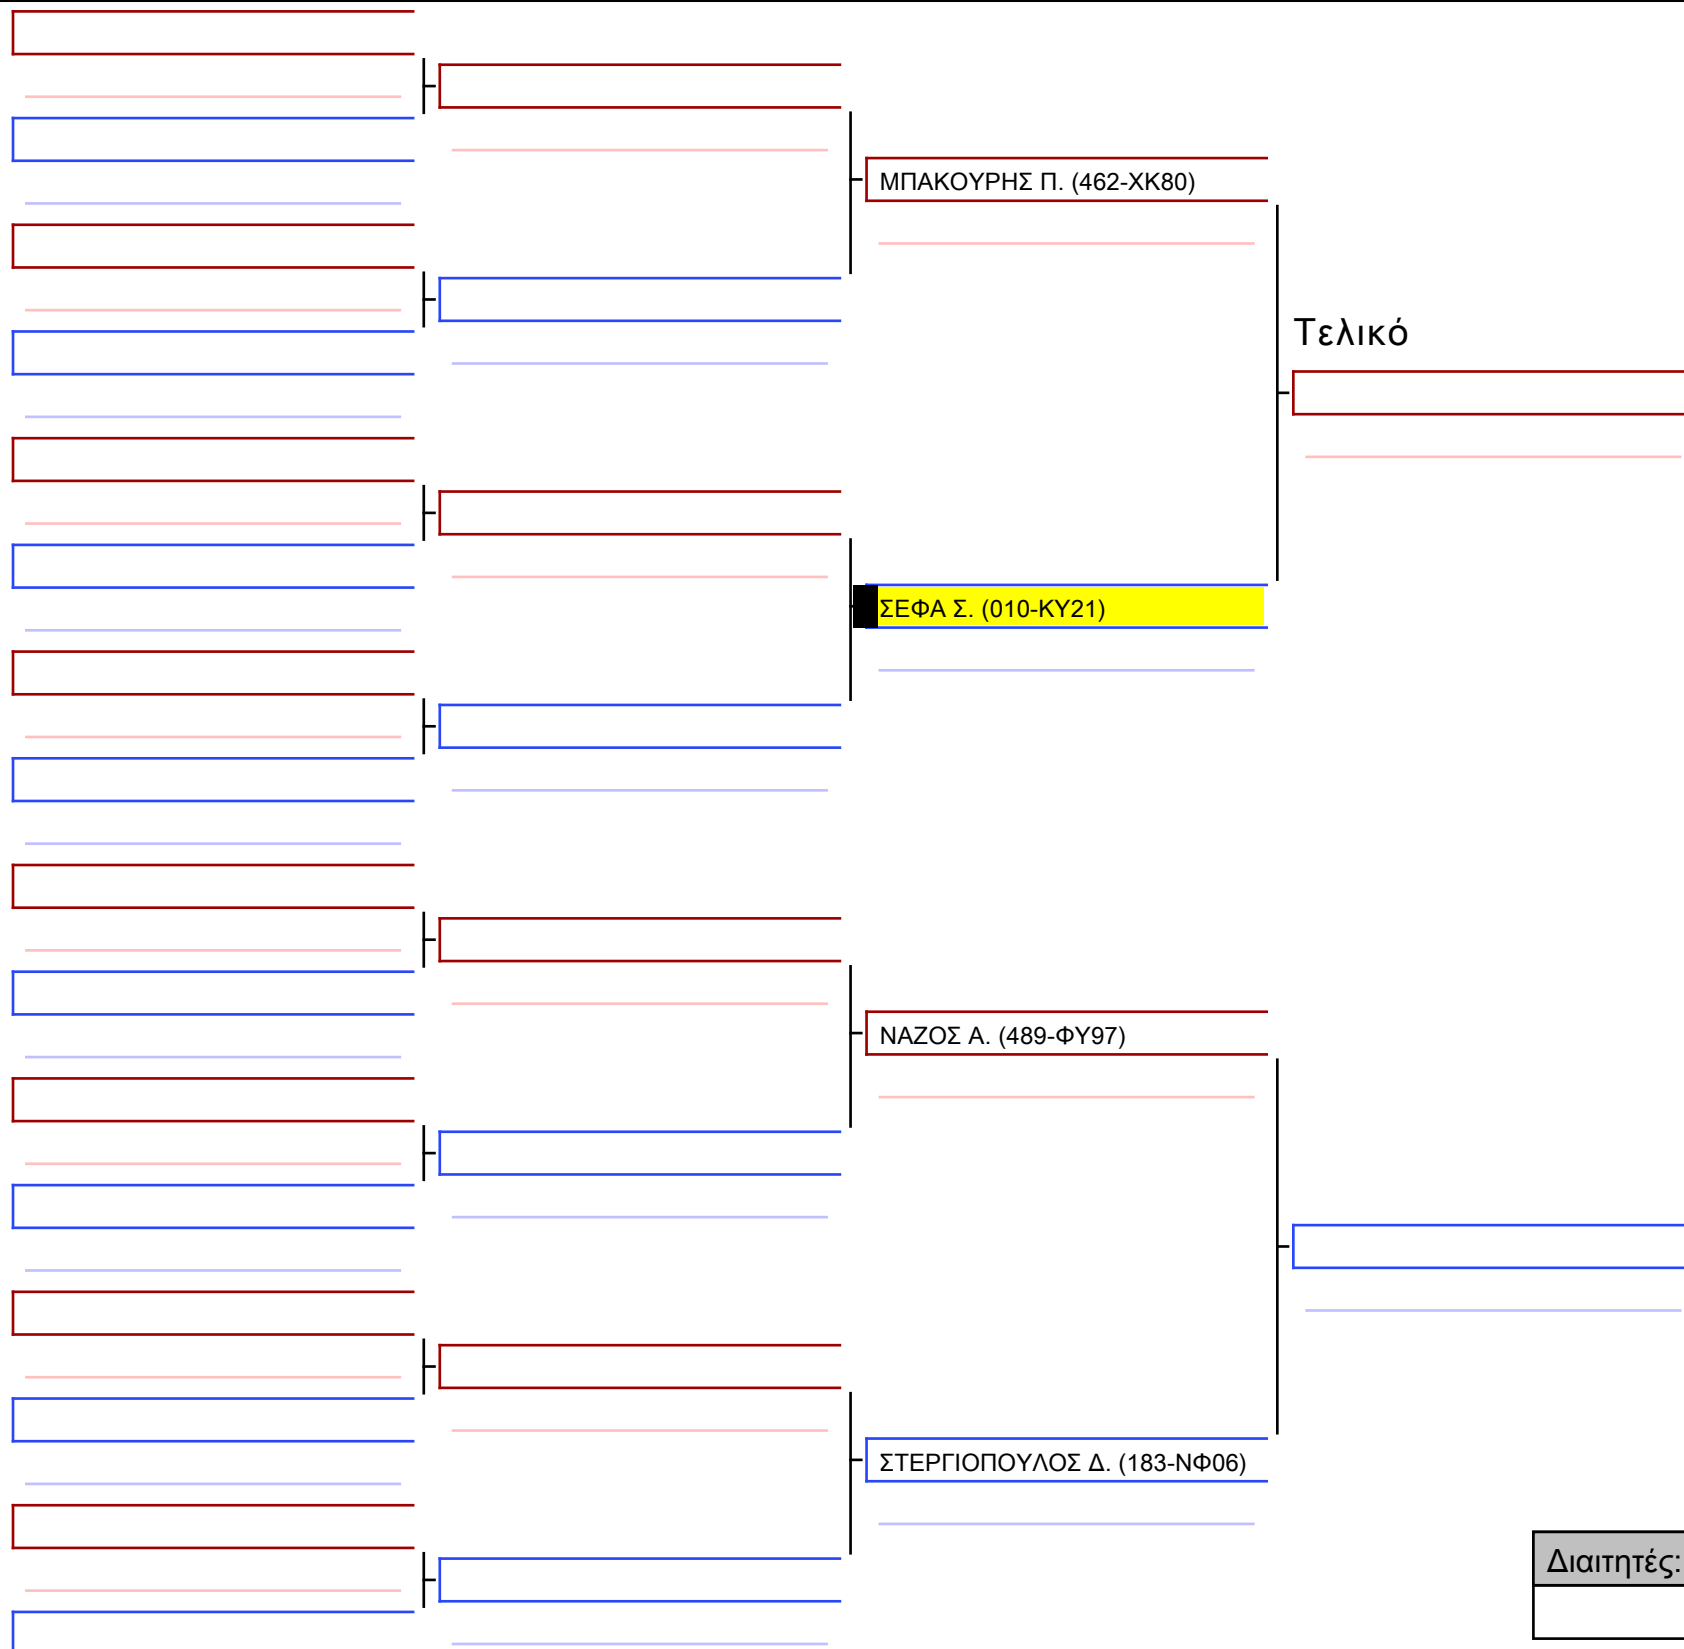 ΜΠΑΚΟΥΡΗΣ Π. (462-ΧΚ80)
Τελικό
ΣΕΦΑ Σ. (010-ΚΥ21)
ΝΑΖΟΣ Α. (489-ΦΥ97)
ΣΤΕΡΓΙΟΠΟΥΛΟΣ Δ. (183-ΝΦ06)
Διαιτητές: